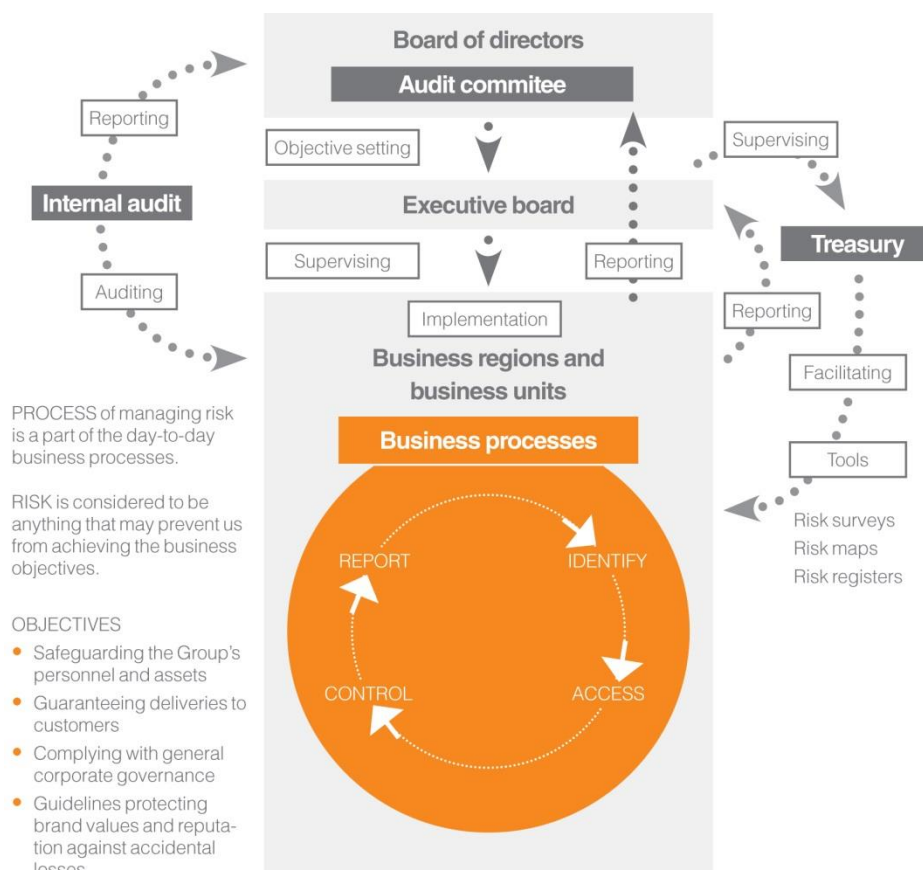 Board of directors
Audit commitee
Reporting
Objective setting
Supervising
Internal audit
Executive board
Treasury
Supervising
Reporting
Auditing
Implementation
Reporting
Business regions and
business units
Facilitating
PROCESS of managing risk
is a part of the day-to-day
business processes.
Business processes
Tools
RISK is considered to be
anything that may prevent us
from achieving the business
objectives.
Risk surveys
Risk maps
Risk registers
REPORT
IDENTIFY
CONTROL
ACCESS
OBJECTIVES
• Safeguarding the Group's
personnel and assets
• Guaranteeing deliveries to
customers
• Complying with general
corporate governance
• Guidelines protecting
brand values and reputa-
tion against accidental
losses